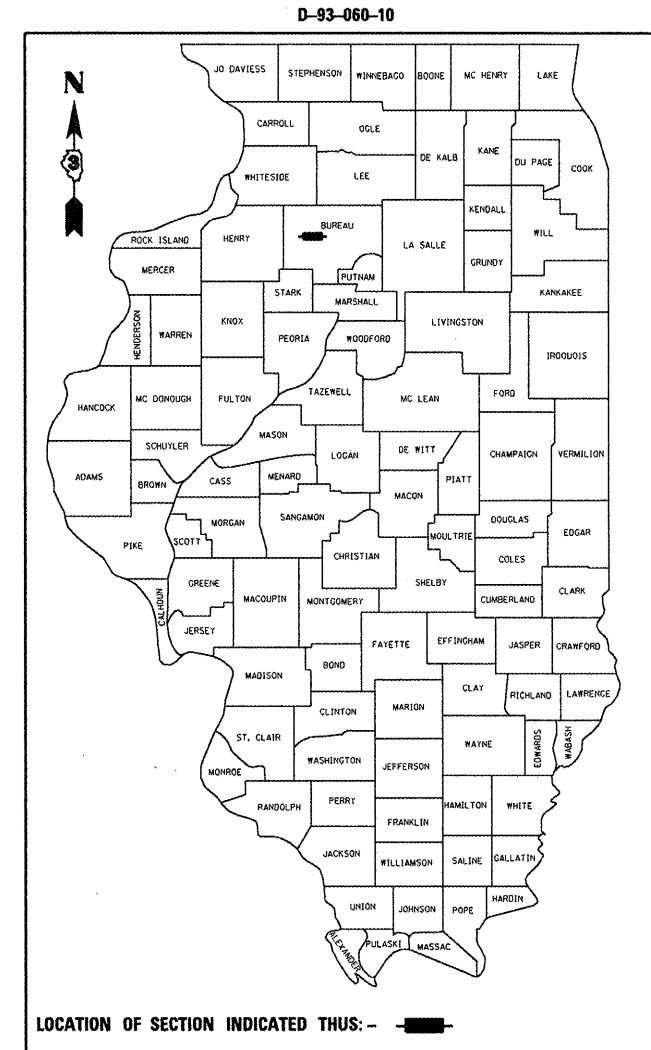 D-93-060-10
JO DAVIESS STEPHENSON WINNEBAGO BOONE MC HENRY LAKE
N
CARROLL OGLE
3 DE KALB KANE DU PAGE COOK
WHITESIDE LEE
KENDALL
ROCK ISLAND HENRY BUREAU LA SALLE WILL
MERCER PUTNAM GRUNDY
STARK MARSHALL KANKAKEE
HENDERSON WARREN KNOX PEORIA WOODFORD LIVINGSTON IROQUOIS
HANCOCK MC DONOUGH FULTON TAZEWELL MC LEAN FORD
MASON
SCHUYLER LOGAN DE WITT CHAMPAIGN VERMILION
ADAMS BROWN CASS MENARD PIATT
MACON
MORGAN SANGAMON DOUGLAS EDGAR
PIKE SCOTT CHRISTIAN MOULTRIE COLES
GREENE SHELBY
CALHOUN MACOUPIN MONTGOMERY CUMBERLAND CLARK
JERSEY FAYETTE EFFINGHAM JASPER CRAWFORD
MADISON BOND
CLAY RICHLAND LAWRENCE
CLINTON MARION
ST. CLAIR WAYNE EDWARDS WABASH
MONROE WASHINGTON JEFFERSON
RANDOLPH PERRY HAMILTON WHITE
FRANKLIN
JACKSON WILLIAMSON SALINE GALLATIN
UNION JOHNSON POPE HARDIN
ALEXANDER PULASKI MASSAC
LOCATION OF SECTION INDICATED THUS: -